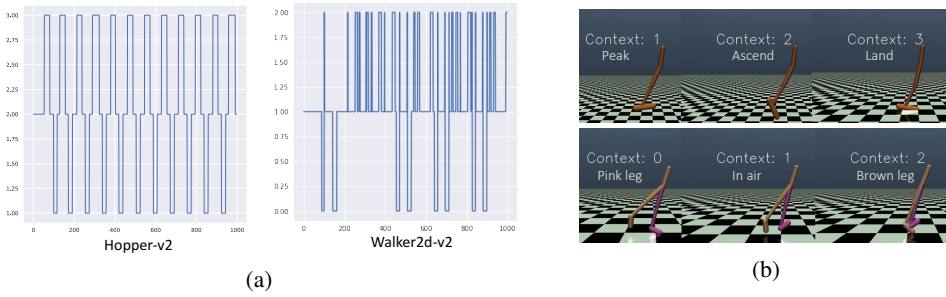 3.00
2.75
2.50
2.25
2.00
1.75
1.50
1.25
1.00
0 200 400 600 800 1000
Hopper-v2
2.00
1.75
1.50
1.25
1.00
0.75
0.50
0.25
0.00
0 200 400 600 800 1000
Walker2d-v2
(a)
Context: 1
Peak
Context: 2
Ascend
Context: 3
Land
Context: 0
Pink leg
Context: 1
In air
Context: 2
Brown leg
(b)